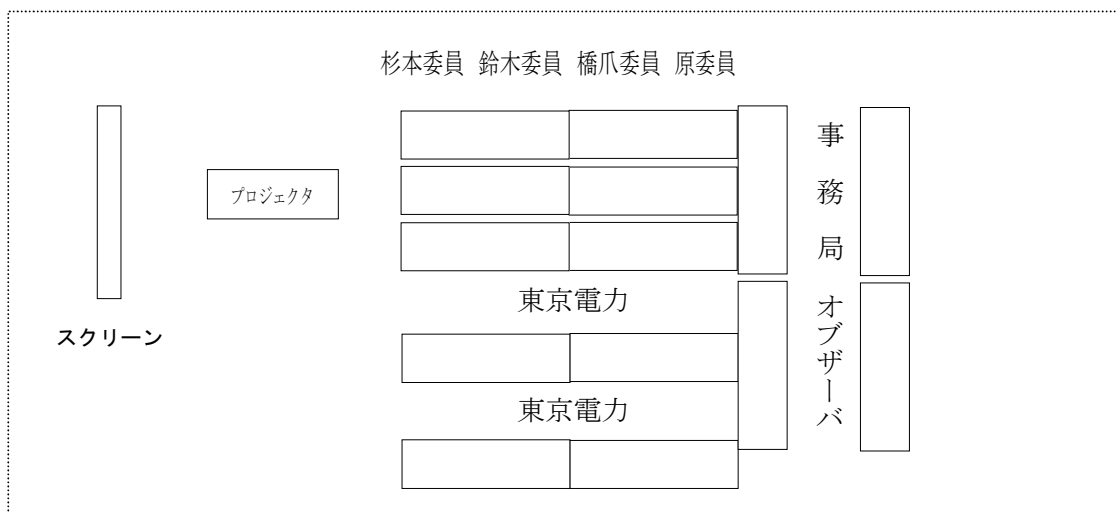 杉本委員 鈴木委員 橋爪委員 原委員
プロジェクタ
スクリーン
東京電力
東京電力
事務局
オブザーバ